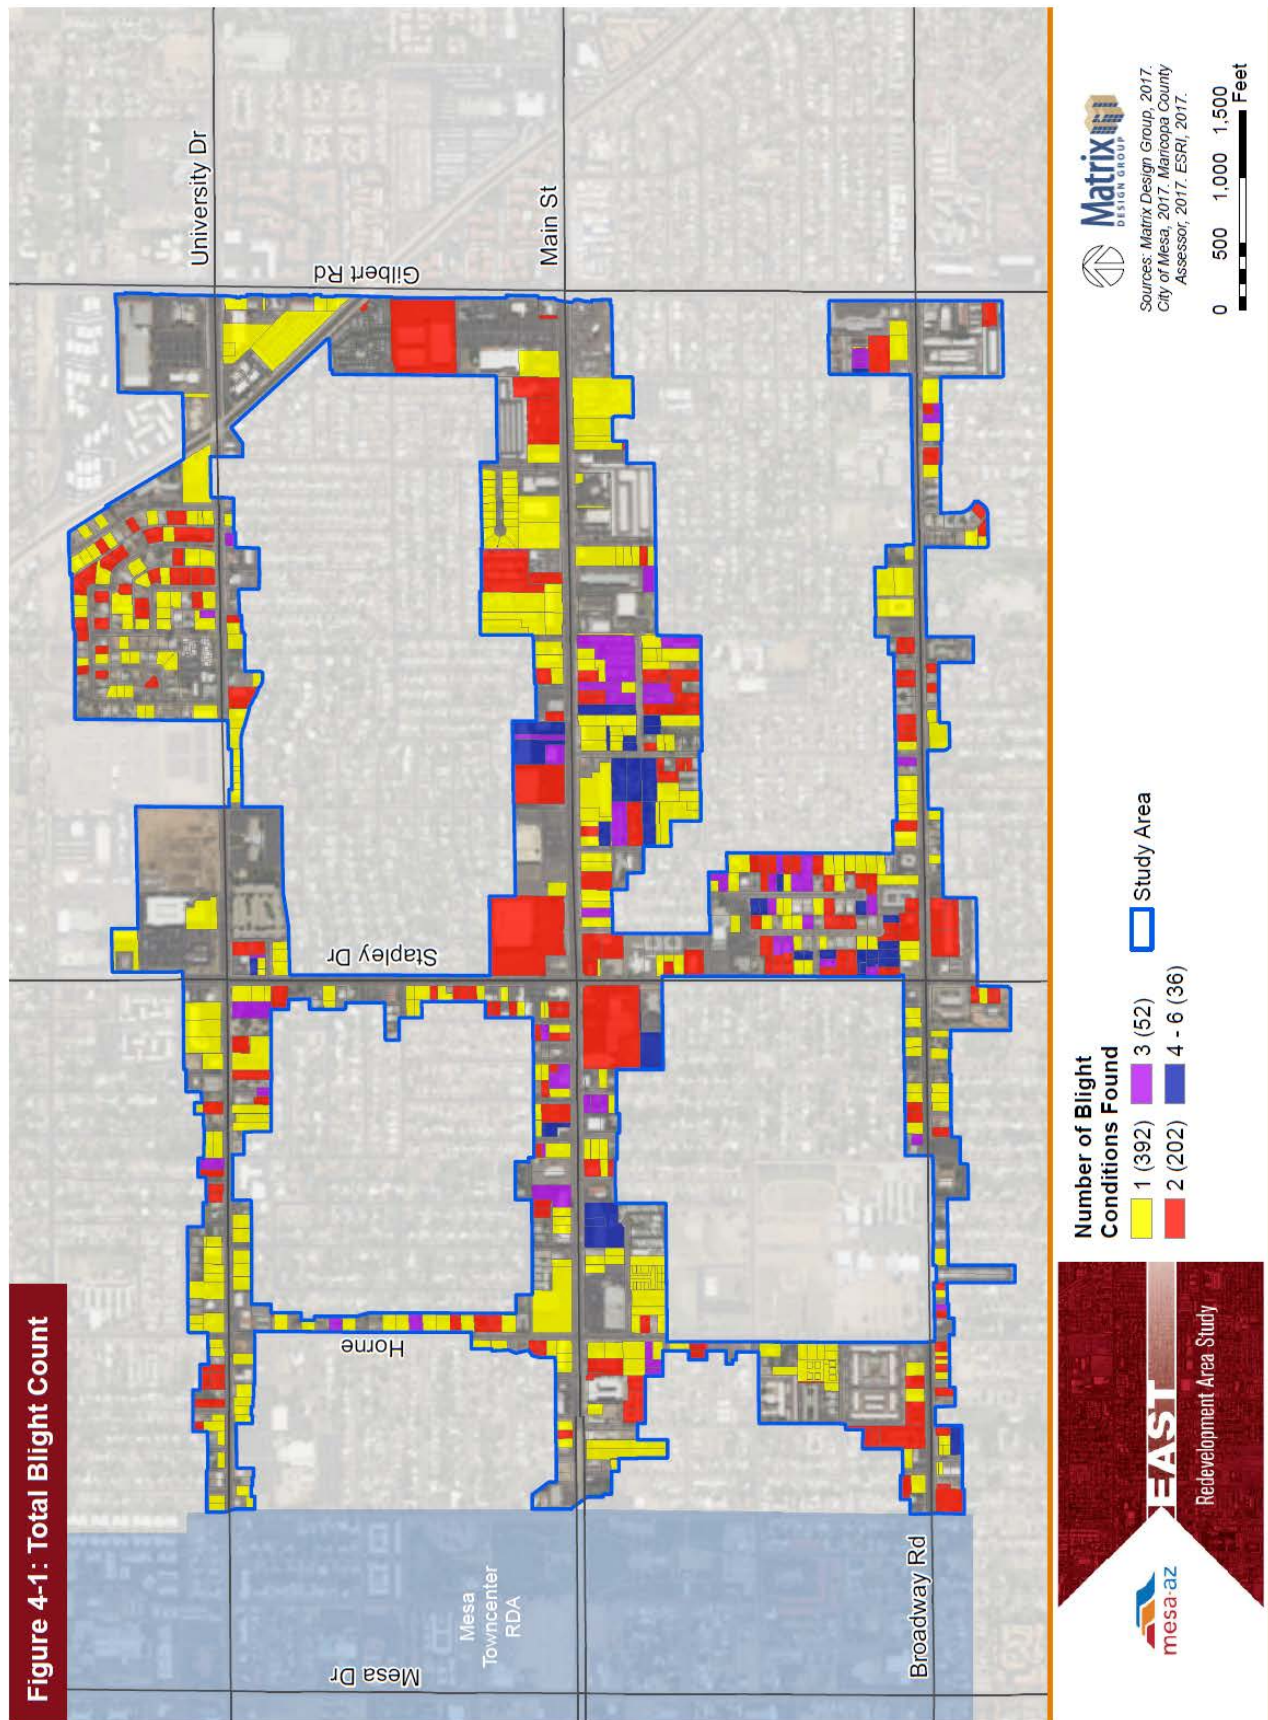 Figure 4-1: Total Blight Count
University Dr
Gilbert Rd
Main St
Stapley Dr
Horne
Mesa Dr
Mesa
Towncenter
RDA
Broadway Rd
mesa·az
EAST
Redevelopment Area Study
Number of Blight
Conditions Found
1 (392)
3 (52)
2 (202)
4 - 6 (36)
Study Area
Matrix
DESIGN GROUP
Sources: Matrix Design Group, 2017.
City of Mesa, 2017. Maricopa County
Assessor, 2017. ESRI, 2017.
0 500 1,000 1,500
Feet